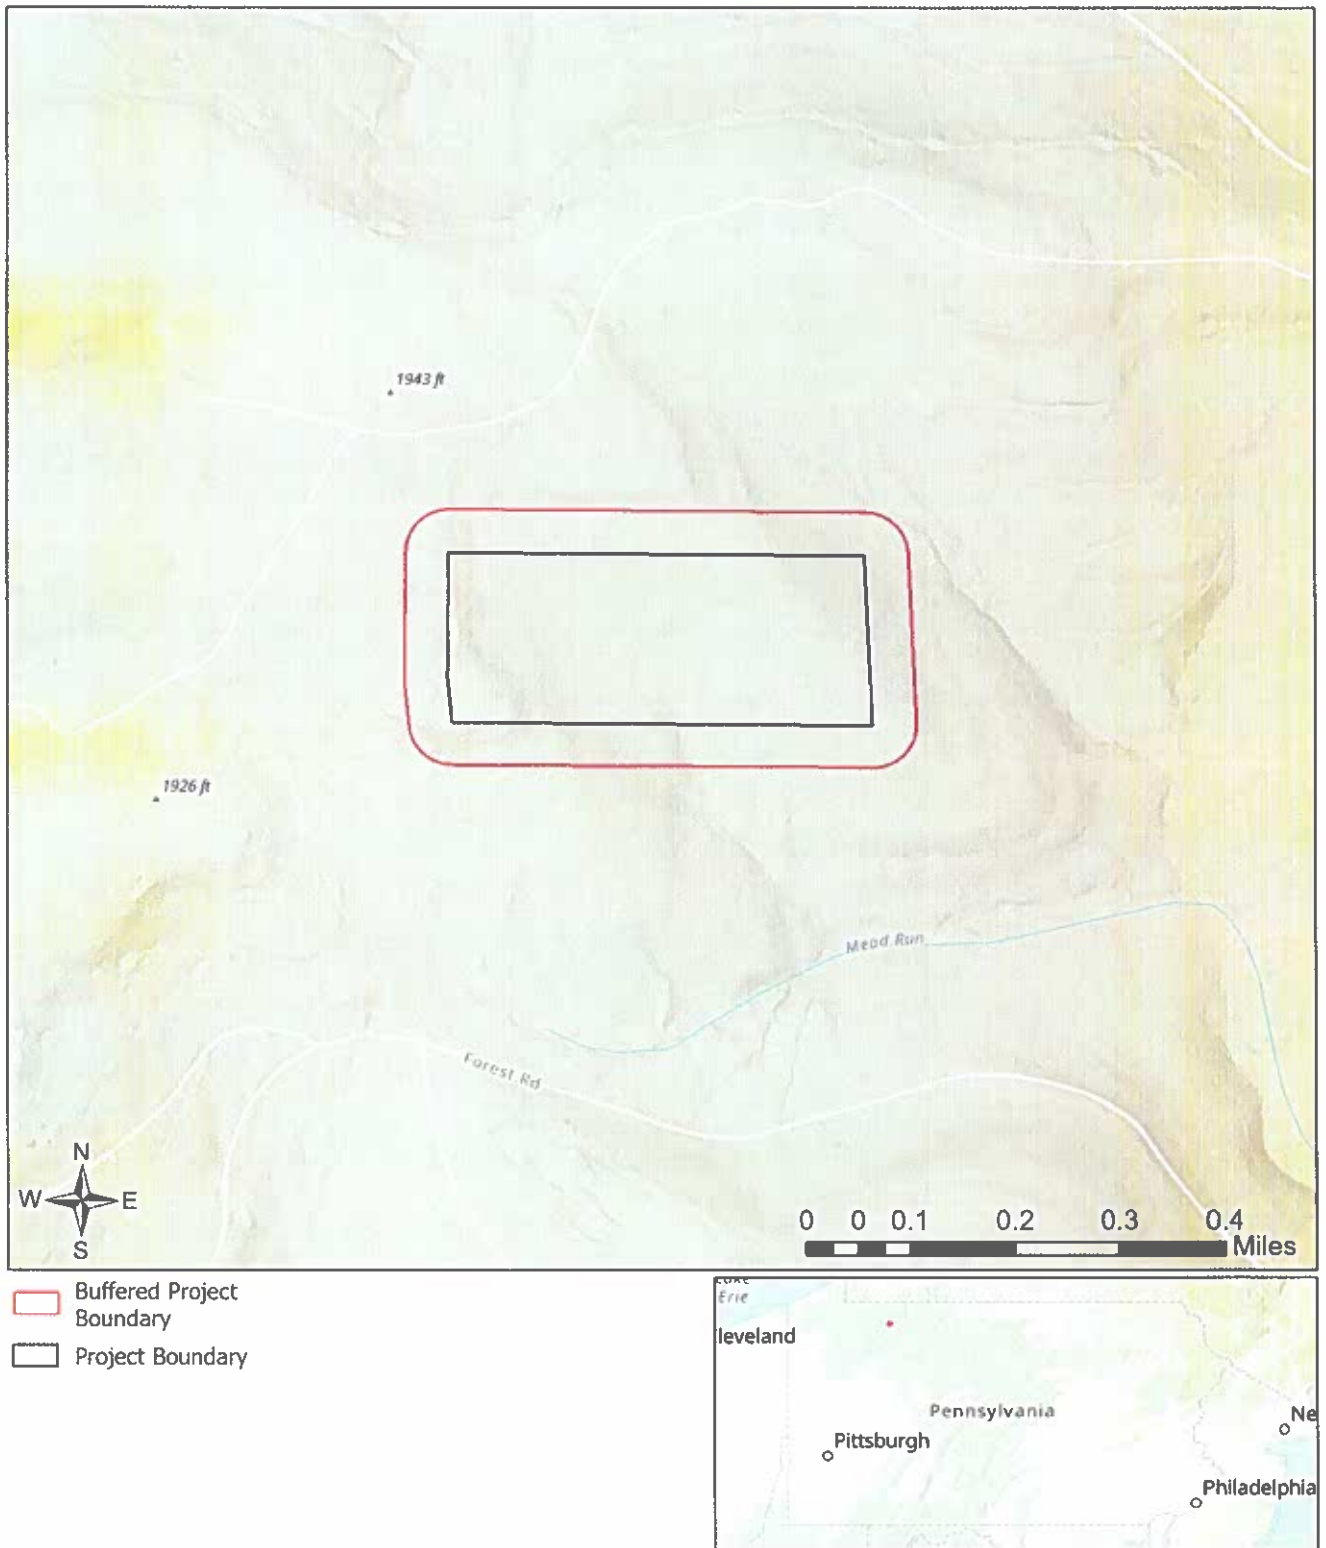 1943 ft
1926 ft
Mead Run
Forest Rd
N
W E
S
0 0 0.1 0.2 0.3 0.4
Miles
Buffered Project
Boundary
Project Boundary
Erie
leveland
Pennsylvania
Ne
Pittsburgh
Philadelphia